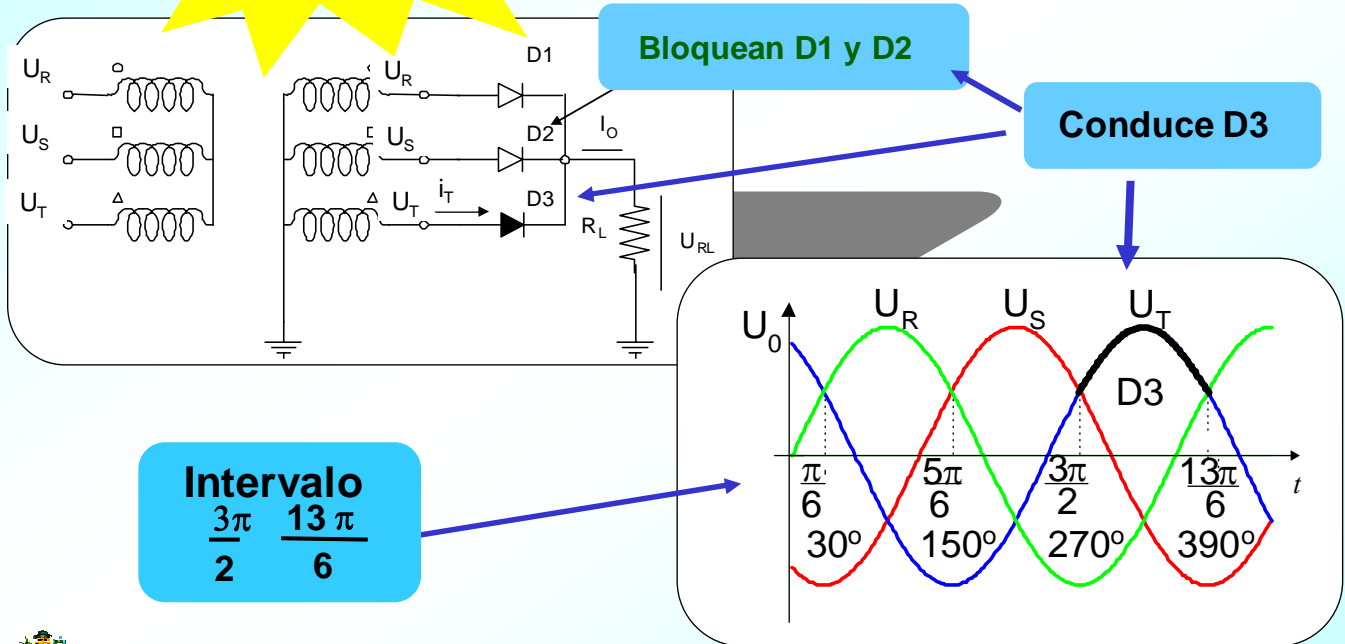 Bloquean D1 y D2
Conduce D3
U_R
U_S
U_T
U_R
D1
U_S
D2
I_O
U_T
i_T
D3
R_L
U_RL
U_0
U_R
U_S
U_T
D3
π/6
5π/6
3π/2
13π/6
t
30º
150º
270º
390º
Intervalo
3π/2 13 π/6